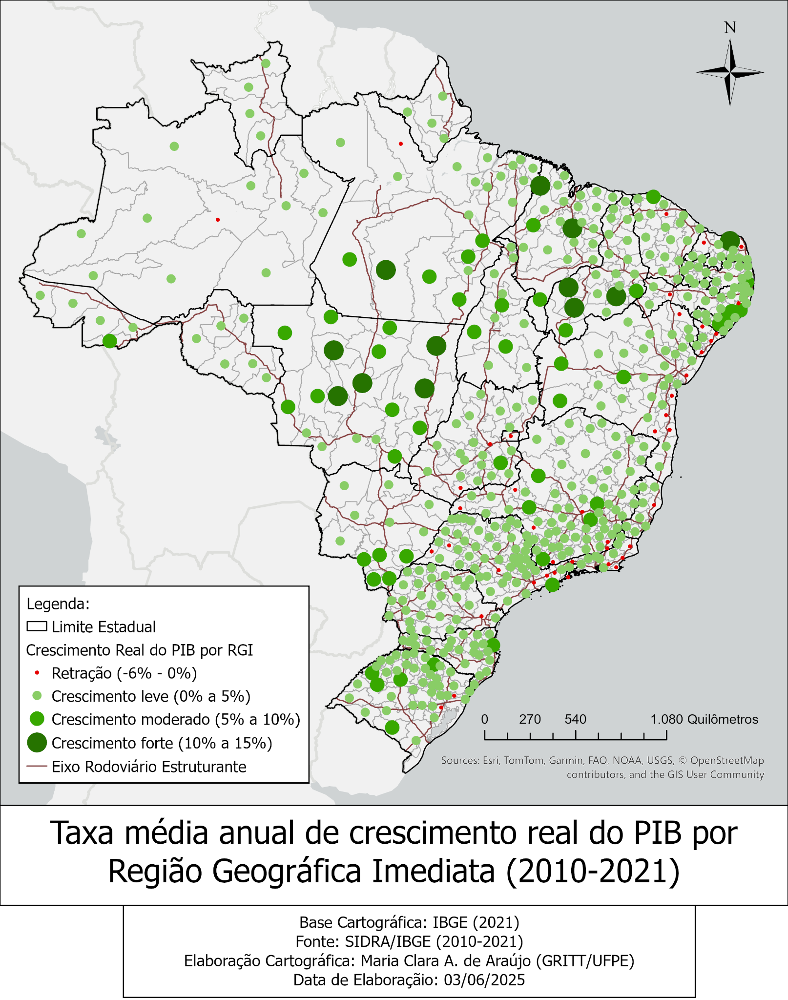 N
Legenda:
Limite Estadual
Crescimento Real do PIB por RGI
Retração (-6% - 0%)
Crescimento leve (0% a 5%)
Crescimento moderado (5% a 10%)
Crescimento forte (10% a 15%)
Eixo Rodoviário Estruturante
0 270 540 1.080 Quilômetros
Sources: Esri, TomTom, Garmin, FAO, NOAA, USGS, © OpenStreetMap
contributors, and the GIS User Community
Taxa média anual de crescimento real do PIB por
Região Geográfica Imediata (2010-2021)
Base Cartográfica: IBGE (2021)
Fonte: SIDRA/IBGE (2010-2021)
Elaboração Cartográfica: Maria Clara A. de Araújo (GRITT/UFPE)
Data de Elaboraçãio: 03/06/2025